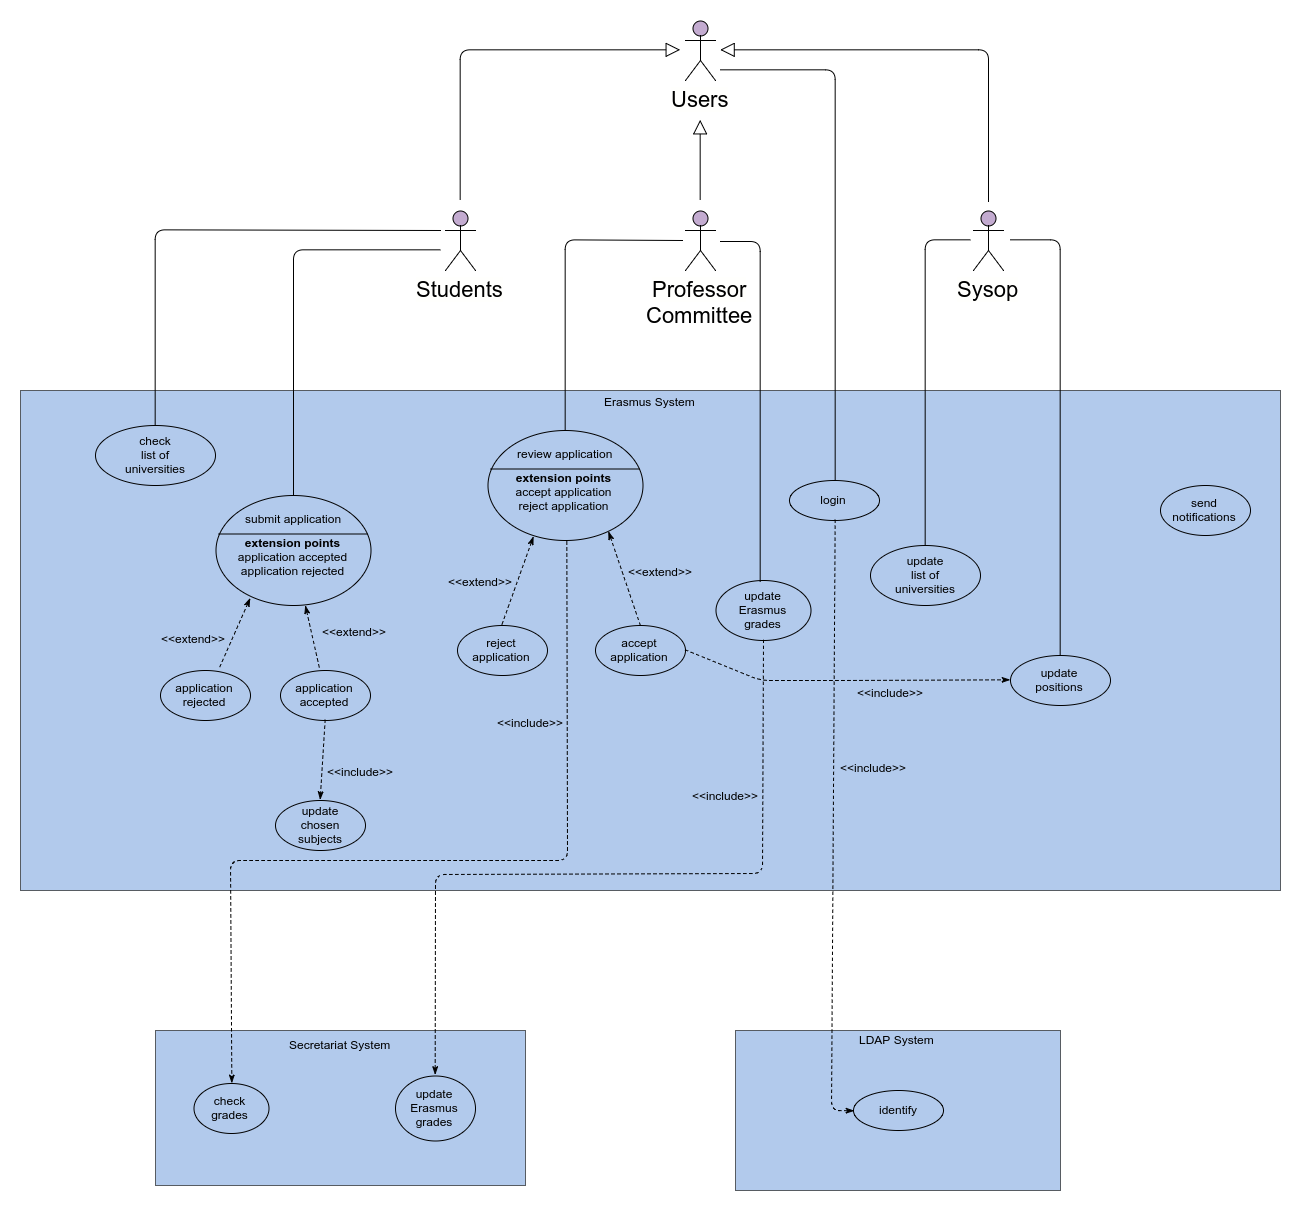 Users
Students
Professor
Committee
Sysop
Erasmus System
check
list of
universities
review application
extension points
accept application
reject application
login
send
notifications
submit application
extension points
application accepted
application rejected
update
list of
universities
<<extend>>
<<extend>>
update
Erasmus
grades
<<extend>>
<<extend>>
reject
application
accept
application
update
positions
application
rejected
application
accepted
<<include>>
<<include>>
<<include>>
<<include>>
<<include>>
update
chosen
subjects
Secretariat System
LDAP System
check
grades
update
Erasmus
grades
identify